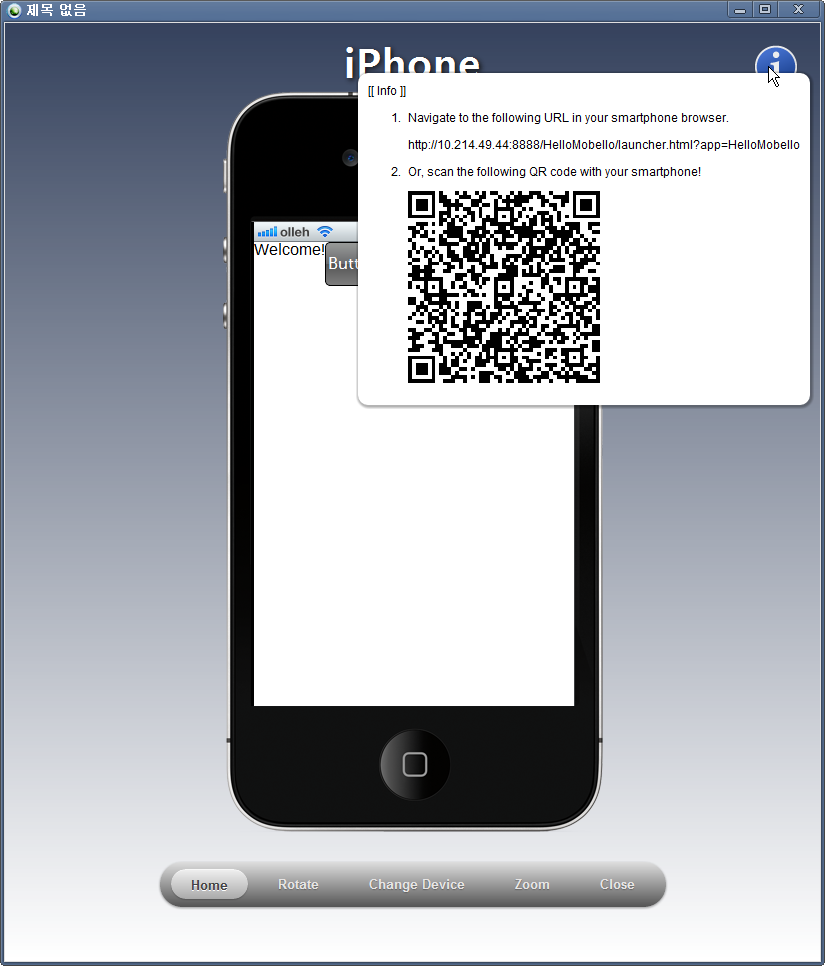 제목 없음
iPhone
[[ Info ]]
1. Navigate to the following URL in your smartphone browser.
http://10.214.49.44:8888/HelloMobello/launcher.html?app=HelloMobello
2. Or, scan the following QR code with your smartphone!
olleh
Welcome!
Butt
Home Rotate Change Device Zoom Close